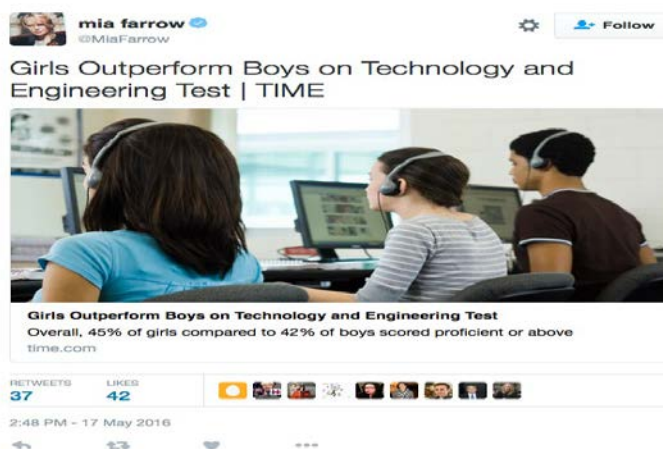 mia farrow
@MiaFarrow
Follow
Girls Outperform Boys on Technology and
Engineering Test | TIME
Girls Outperform Boys on Technology and Engineering Test
Overall, 45% of girls compared to 42% of boys scored proficient or above
time.com
RETWEETS LIKES
37 42
2:48 PM - 17 May 2016